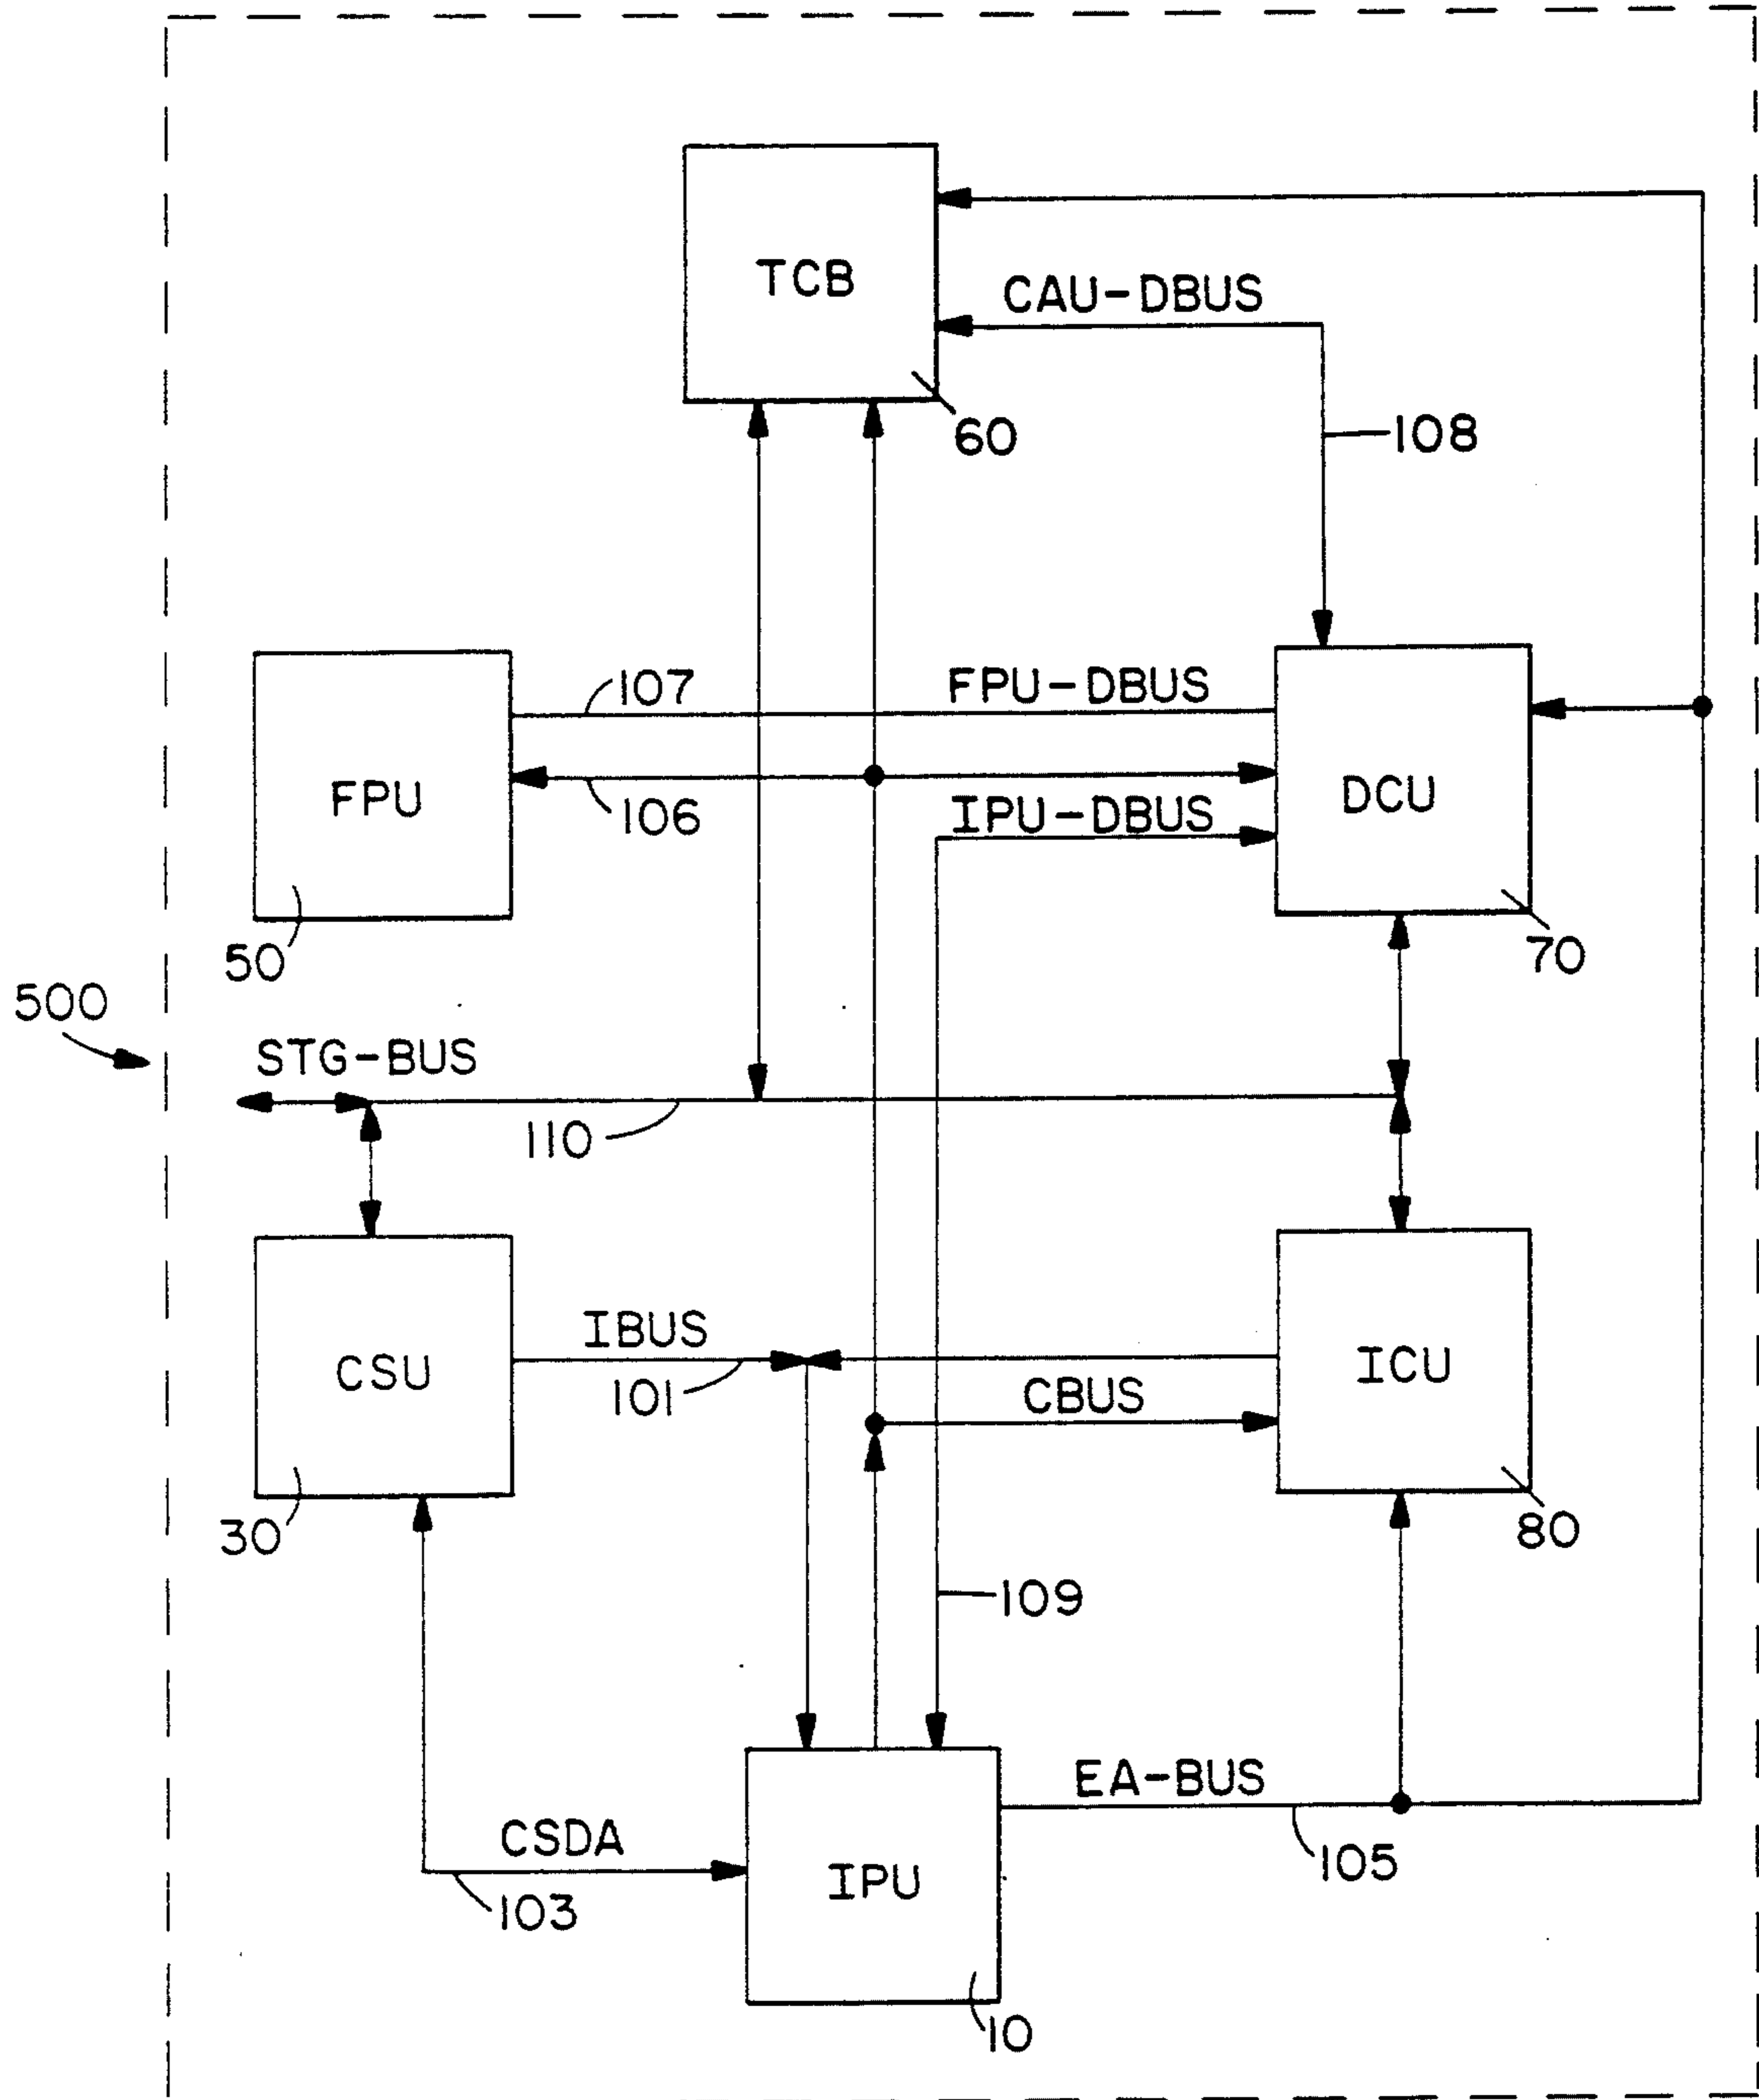 TCB
CAU-DBUS
60
108
107
FPU-DBUS
FPU
106
IPU-DBUS
DCU
50
70
500
STG-BUS
110
CSU
IBUS
101
CBUS
ICU
30
80
109
EA-BUS
CSDA
103
IPU
105
10